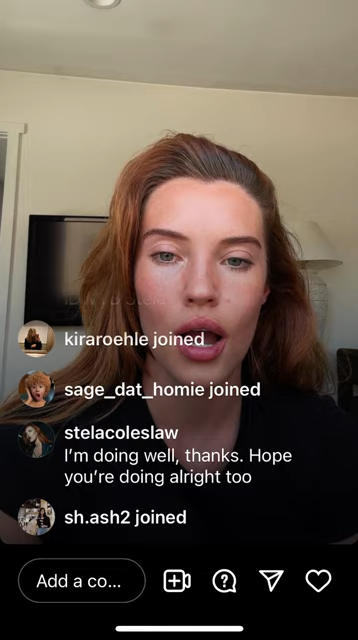 kiraroehle joined
sage_dat_homie joined
stelacoleslaw
I'm doing well, thanks. Hope
you're doing alright too
sh.ash2 joined
Add a co...